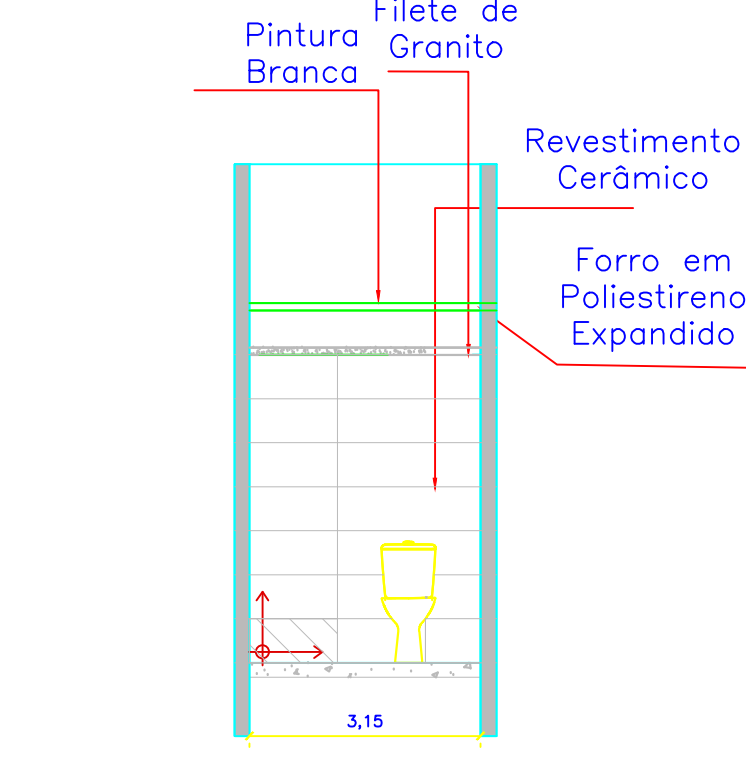 Filete de
Granito
Pintura
Branca
Revestimento
Cerâmico
Forro em
Poliestireno
Expandido
3,15